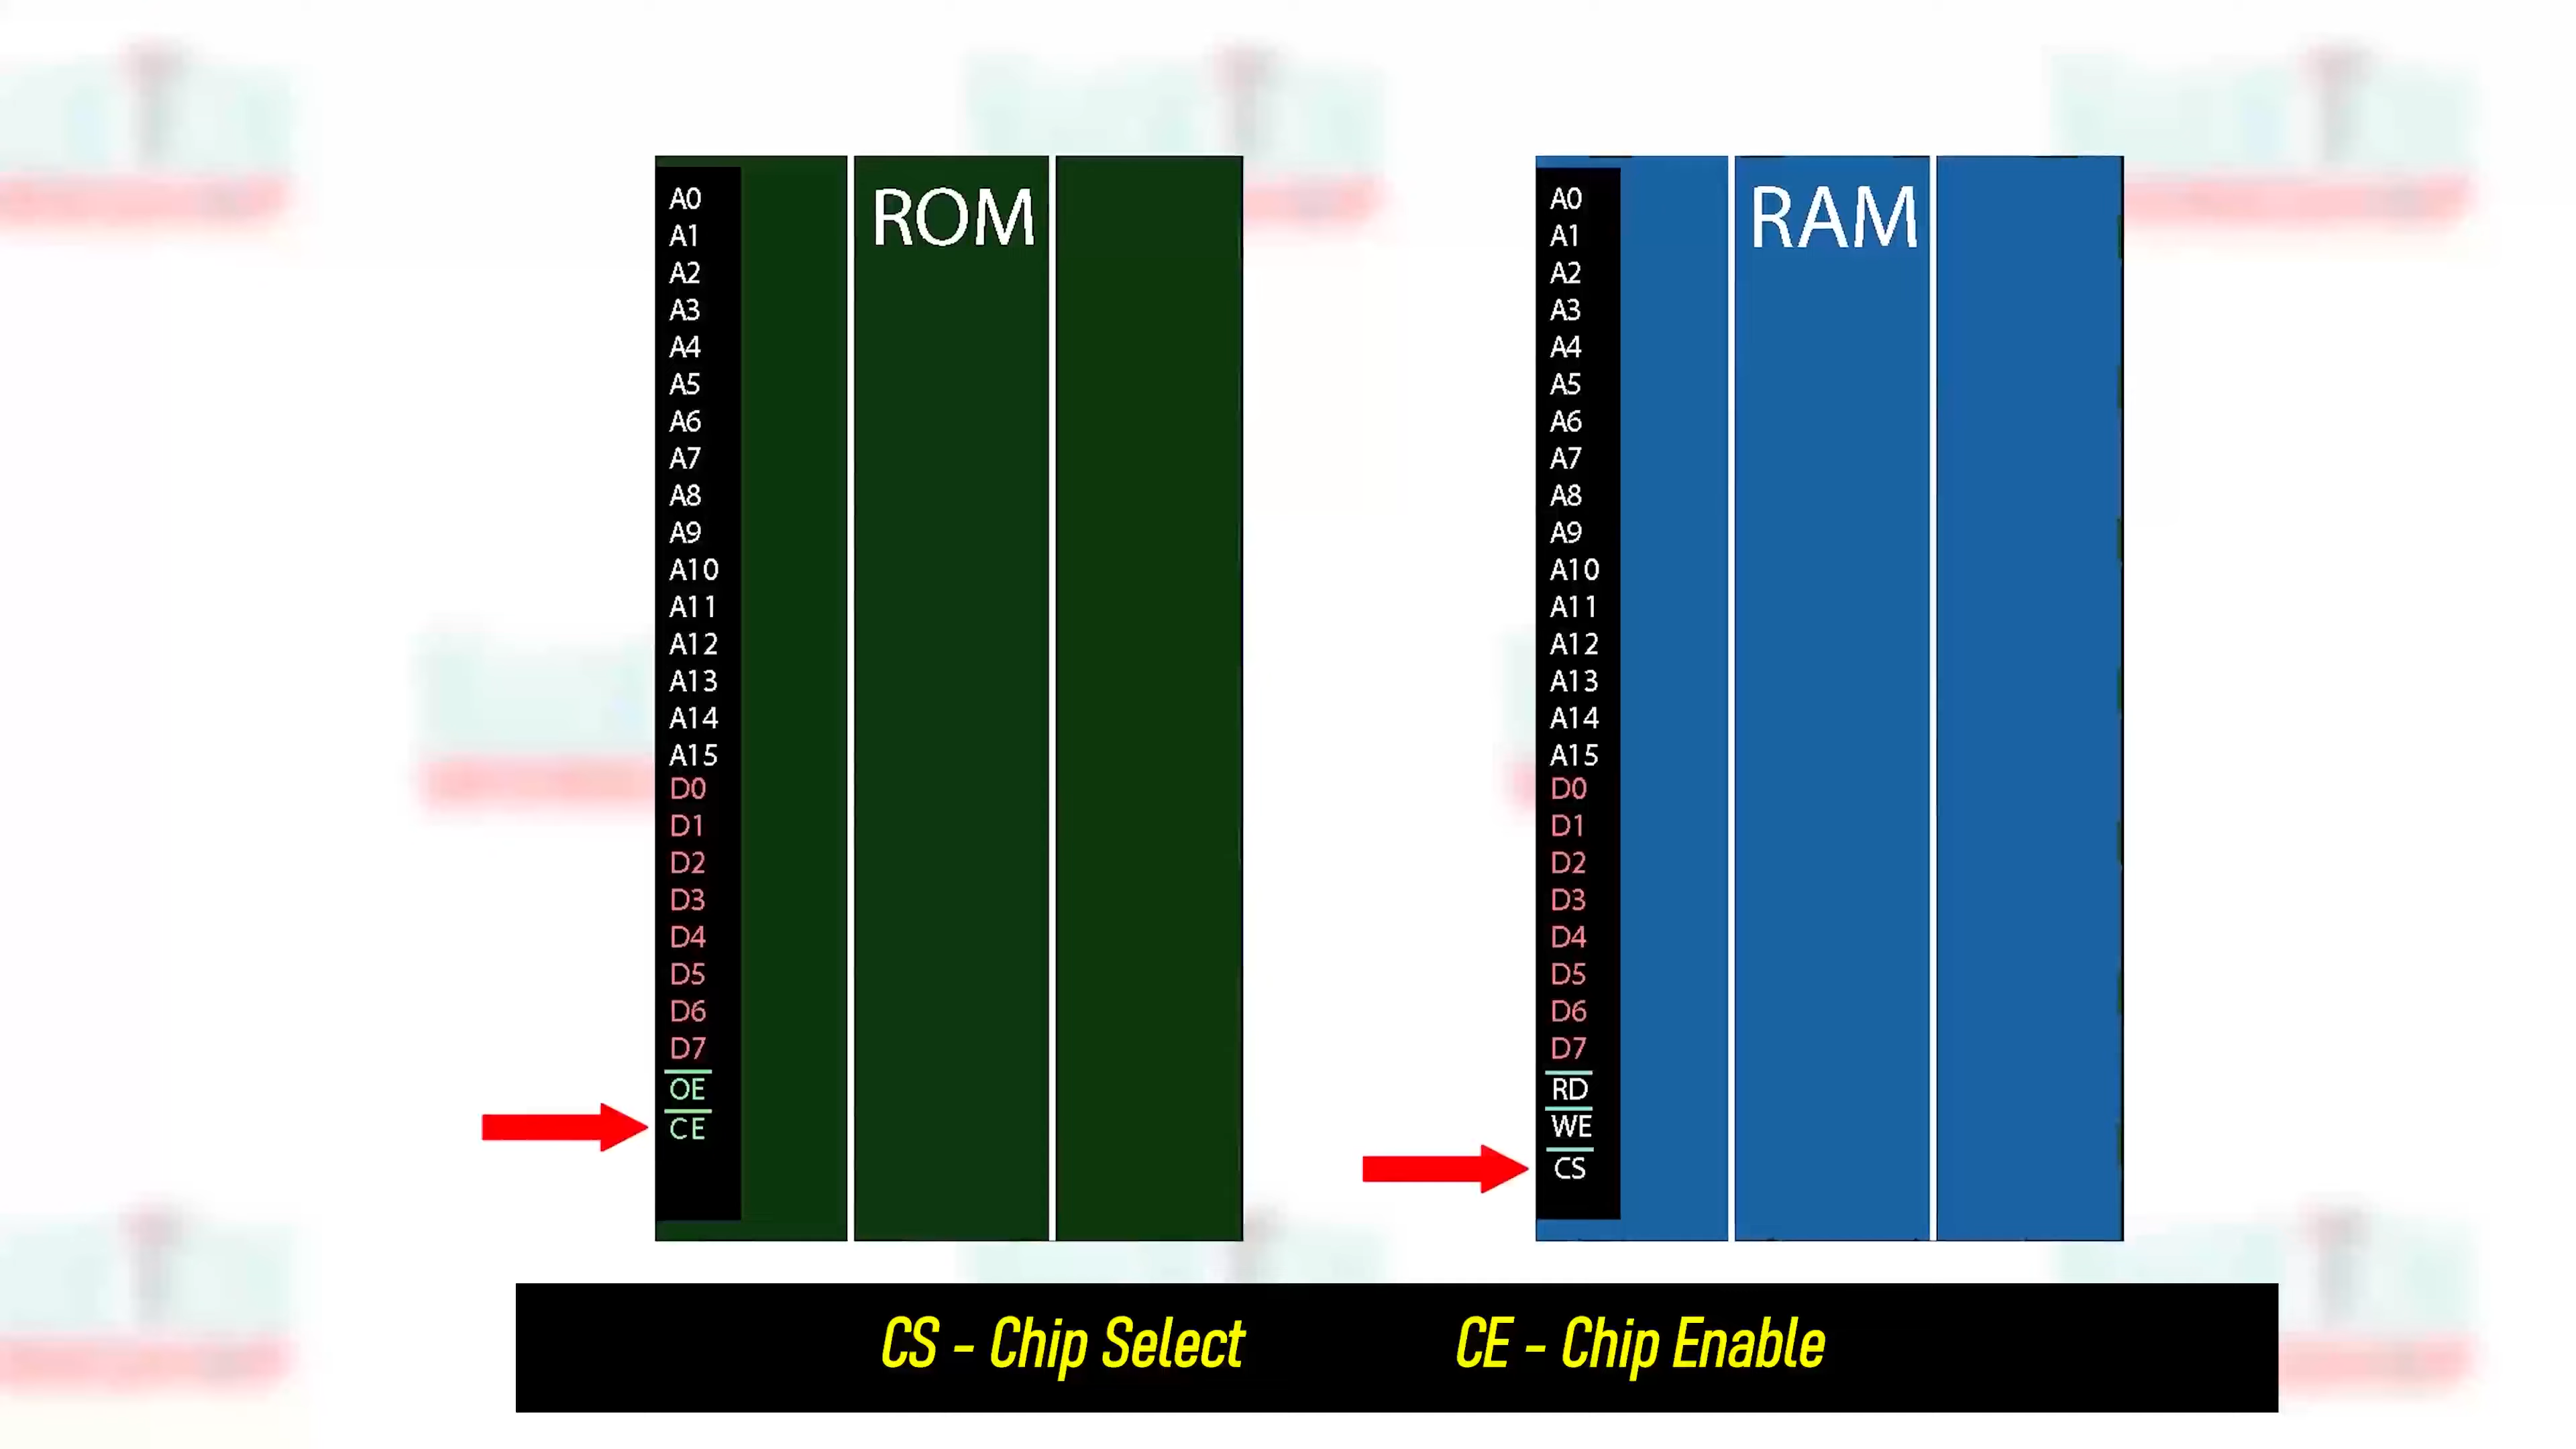 ROM
A0
A1
A2
A3
A4
A5
A6
A7
A8
A9
A10
A11
A12
A13
A14
A15
D0
D1
D2
D3
D4
D5
D6
D7
OE
CE
RAM
A0
A1
A2
A3
A4
A5
A6
A7
A8
A9
A10
A11
A12
A13
A14
A15
D0
D1
D2
D3
D4
D5
D6
D7
RD
WE
CS
CS - Chip Select CE - Chip Enable